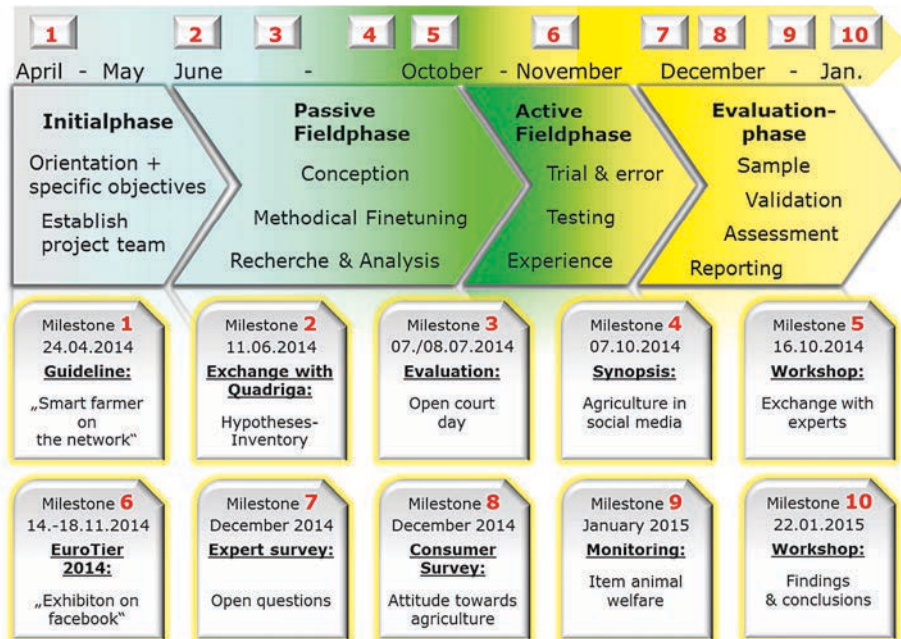 1 2 3 4 5 6 7 8 9 10
April - May June - October - November December - Jan.
Initialphase
Orientation +
specific objectives
Establish
project team
Passive
Fieldphase
Conception
Methodical Finetuning
Recherche & Analysis
Active
Fieldphase
Trial & error
Testing
Experience
Evaluation-
phase
Sample
Validation
Assessment
Reporting
Milestone 1
24.04.2014
Guideline:
„Smart farmer
on
the network“
Milestone 2
11.06.2014
Exchange with
Quadriga:
Hypotheses-
Inventory
Milestone 3
07./08.07.2014
Evaluation:
Open court
day
Milestone 4
07.10.2014
Synopsis:
Agriculture in
social media
Milestone 5
16.10.2014
Workshop:
Exchange with
experts
Milestone 6
14.-18.11.2014
EuroTier
2014:
„Exhibiton on
facebook“
Milestone 7
December 2014
Expert survey:
Open questions
Milestone 8
December 2014
Consumer
Survey:
Attitude towards
agriculture
Milestone 9
January 2015
Monitoring:
Item animal
welfare
Milestone 10
22.01.2015
Workshop:
Findings
& conclusions